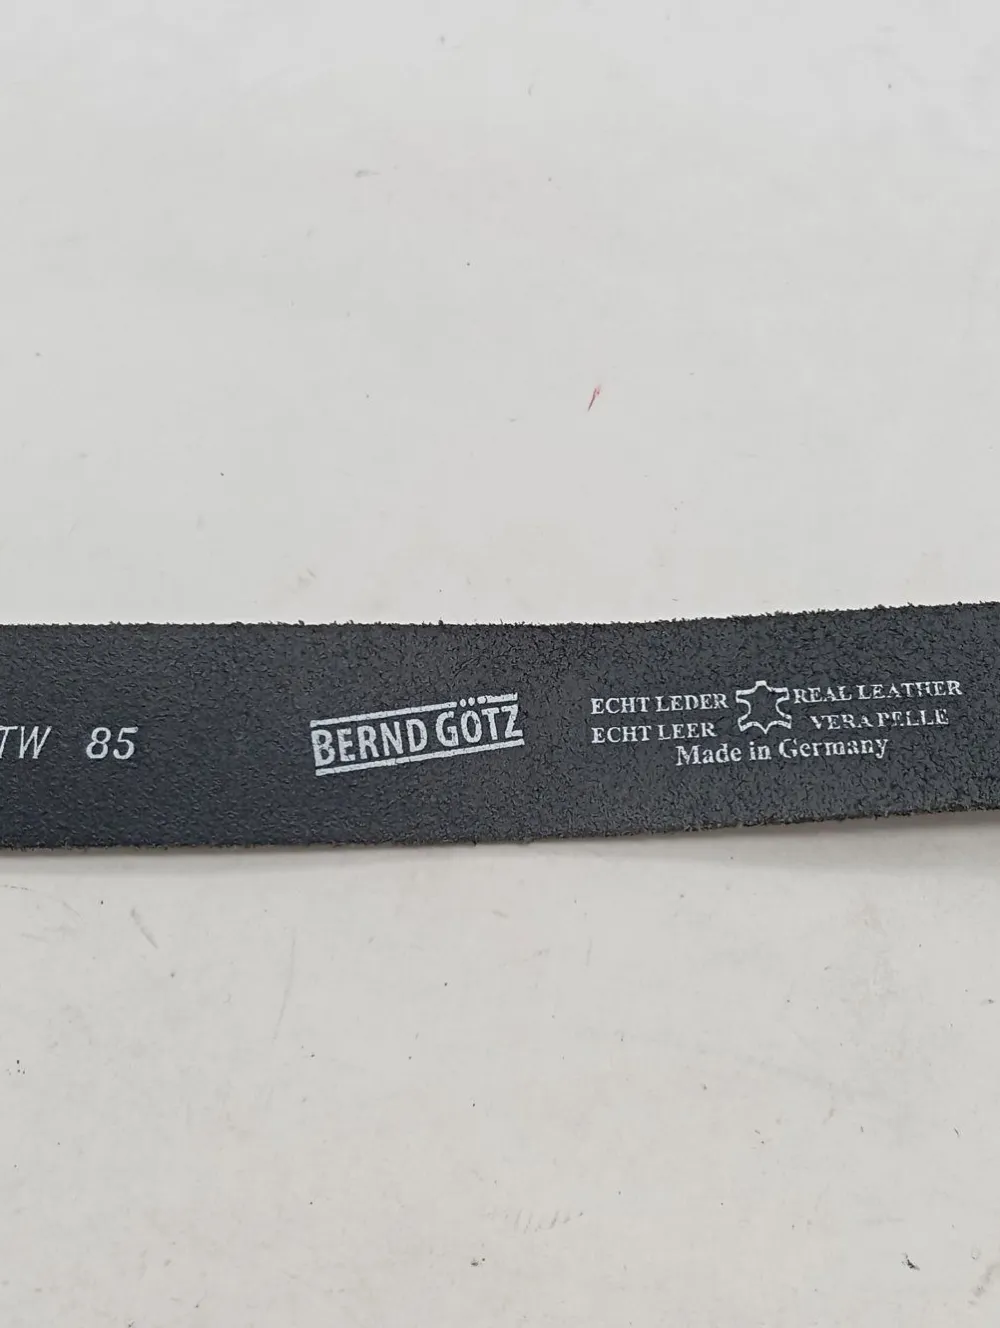 TW 85
BERND GÖTZ
ECHT LEDER REAL LEATHER
ECHT LEER VERA PELLE
Made in Germany